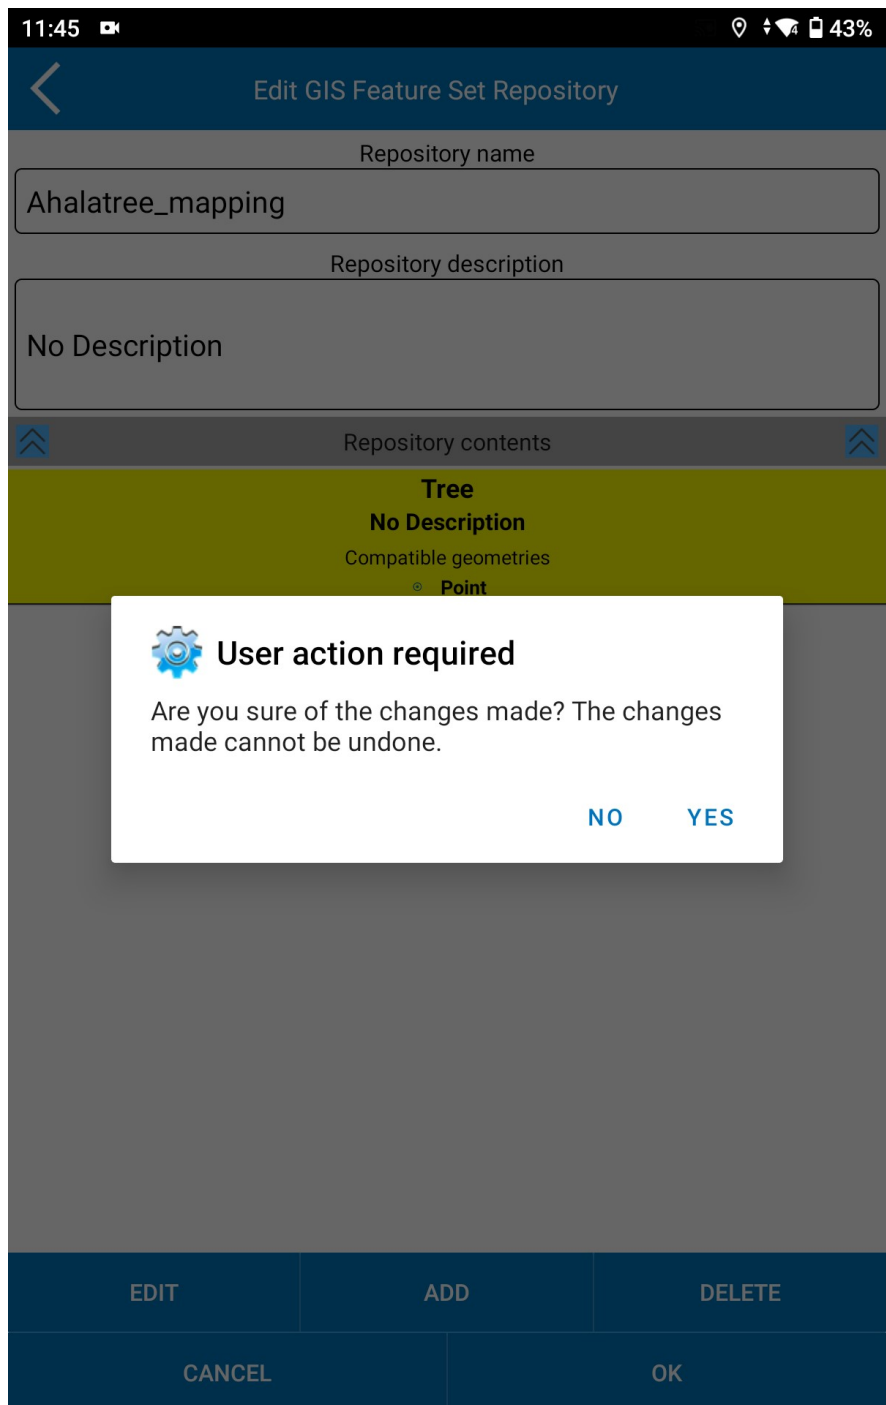 11:45
43%
Edit GIS Feature Set Repository
Repository name
Ahalatree_mapping
Repository description
No Description
Repository contents
Tree
No Description
Compatible geometries
Point
User action required
Are you sure of the changes made? The changes
made cannot be undone.
NO YES
EDIT ADD DELETE
CANCEL OK